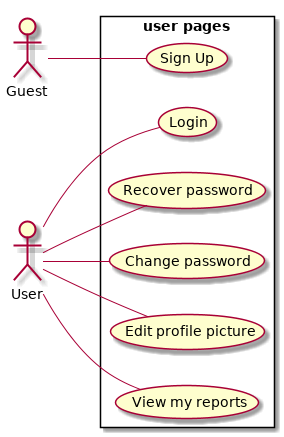 user pages
Sign Up
Guest
Login
Recover password
Change password
User
Edit profile picture
View my reports